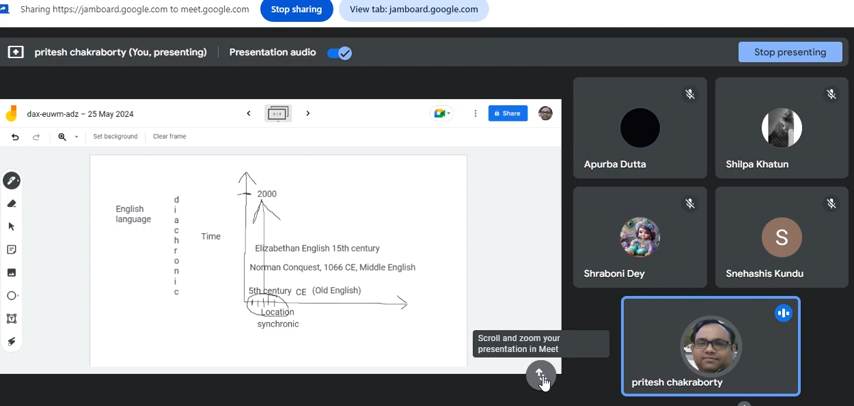 Sharing https://jamboard.google.com to meet.google.com
Stop sharing
View tab: jamboard.google.com
pritesh chakraborty (You, presenting)
Presentation audio
Stop presenting
dax-euwm-adz – 25 May 2024
Share
Set background
Clear frame
English
language
diachronic
Time
2000
Elizabethan English 15th century
Norman Conquest, 1066 CE, Middle English
5th century CE (Old English)
Location
synchronic
Scroll and zoom your
presentation in Meet
Apurba Dutta
Shilpa Khatun
Shraboni Dey
S
Snehashis Kundu
pritesh chakraborty